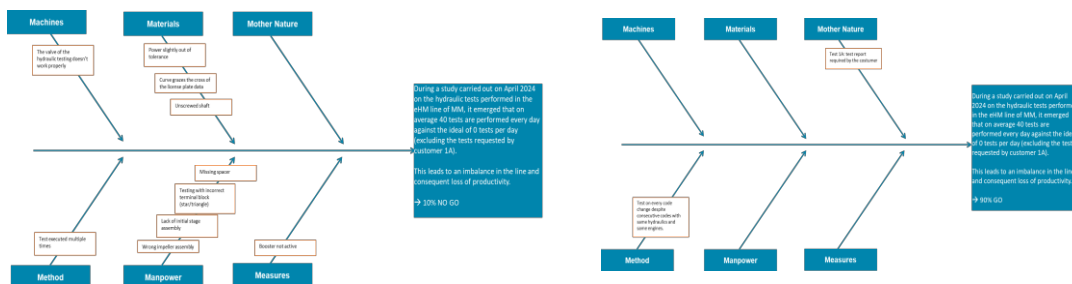 Machines
Materials
Mother Nature
The valve of the
hydraulic testing doesn't
work properly
Power slightly out of
tolerance
Curve graves the cross of
the license plate data
Unscrewed shaft
During a study carried out on April 2024
on the hydraulic tests performed in the
eHM line of MM, it emerged that on
average 40 tests are performed every day
against the ideal of 0 tests per day
(excluding the tests requested by
customer 1A).
This leads to an imbalance in the line and
consequent loss of productivity.
→ 10% NO GO
Missing spacer
Testing with incorrect
terminal block
(star/triangle)
Lack of initial stage
assembly
Wrong impeller assembly
Test executed multiple
times
Booster not active
Method
Manpower
Measures
Machines
Materials
Mother Nature
Test 1A: test report
required by the customer
During a study carried out on April
2024 on the hydraulic tests performed
in the eHM line of MM, it emerged
that on average 40 tests are
performed every day against the ideal
of 0 tests per day (excluding the tests
requested by customer 1A).
This leads to an imbalance in the line
and consequent loss of productivity.
→ 90% GO
Test on every code
change despite
consecutive codes with
same hydraulics and
same engines.
Method
Manpower
Measures